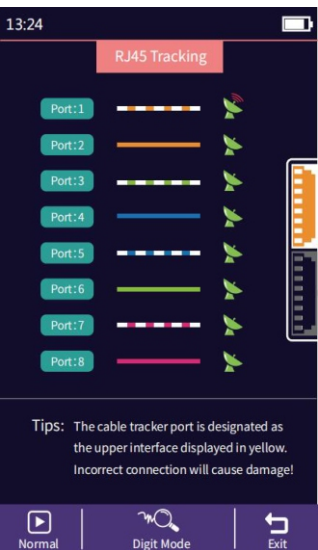 13:24
RJ45 Tracking
Port:1
Port:2
Port:3
Port:4
Port:5
Port:6
Port:7
Port:8
Tips: The cable tracker port is designated as
the upper interface displayed in yellow.
Incorrect connection will cause damage!
Normal
Digit Mode
Exit